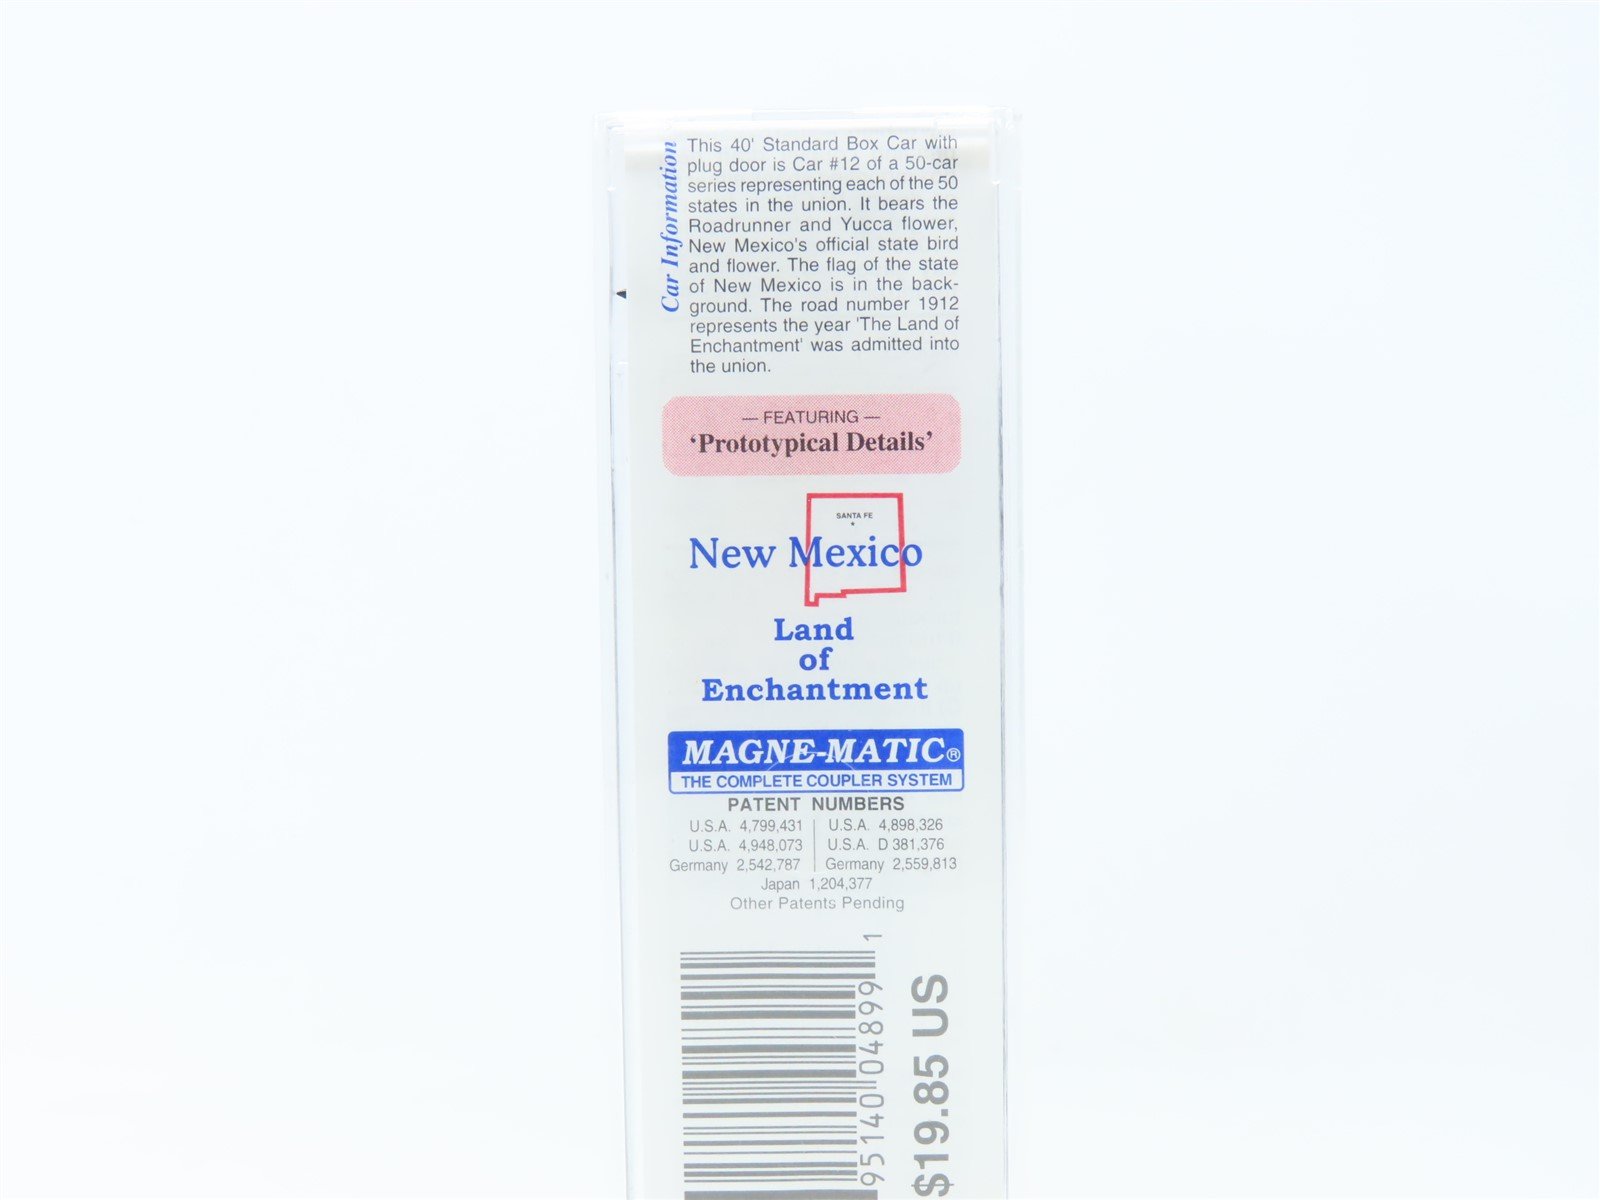 Car Information
This 40' Standard Box Car with
plug door is Car #12 of a 50-car
series representing each of the 50
states in the union. It bears the
Roadrunner and Yucca flower,
New Mexico's official state bird
and flower. The flag of the state
of New Mexico is in the back-
ground. The road number 1912
represents the year 'The Land of
Enchantment' was admitted into
the union.
— FEATURING —
‘Prototypical Details’
SANTA FE
New Mexico
Land
of
Enchantment
MAGNE-MATIC®
THE COMPLETE COUPLER SYSTEM
PATENT NUMBERS
U.S.A. 4,799,431 U.S.A. 4,898,326
U.S.A. 4,948,073 U.S.A. D 381,376
Germany 2,542,787 Germany 2,559,813
Japan 1,204,377
Other Patents Pending
95140 04899 1
$19.85 US